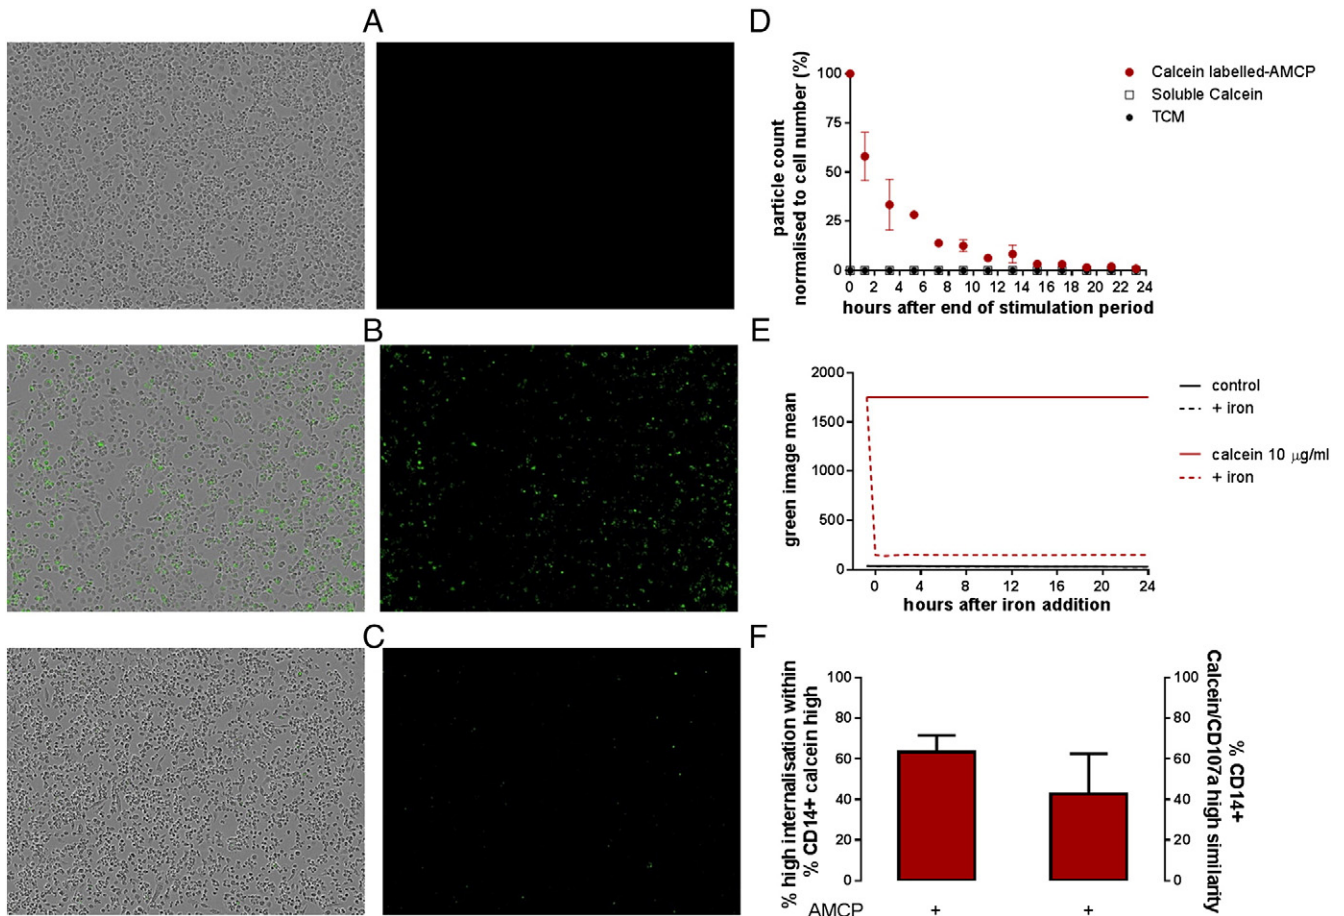 A
B
C
D
particle count
normalised to cell number (%)
100
75
50
25
0
0 2 4 6 8 10 12 14 16 18 20 22 24
hours after end of stimulation period
Calcein labelled-AMCP
Soluble Calcein
TCM
E
green image mean
2000
1500
1000
500
0
0 4 8 12 16 20 24
hours after iron addition
control
+ iron
calcein 10 μg/ml
+ iron
F
% high internalisation within
% CD14+ calcein high
100
80
60
40
20
0
100
80
60
40
20
0
% CD14+
Calcein/CD107a high similarity
AMCP + +